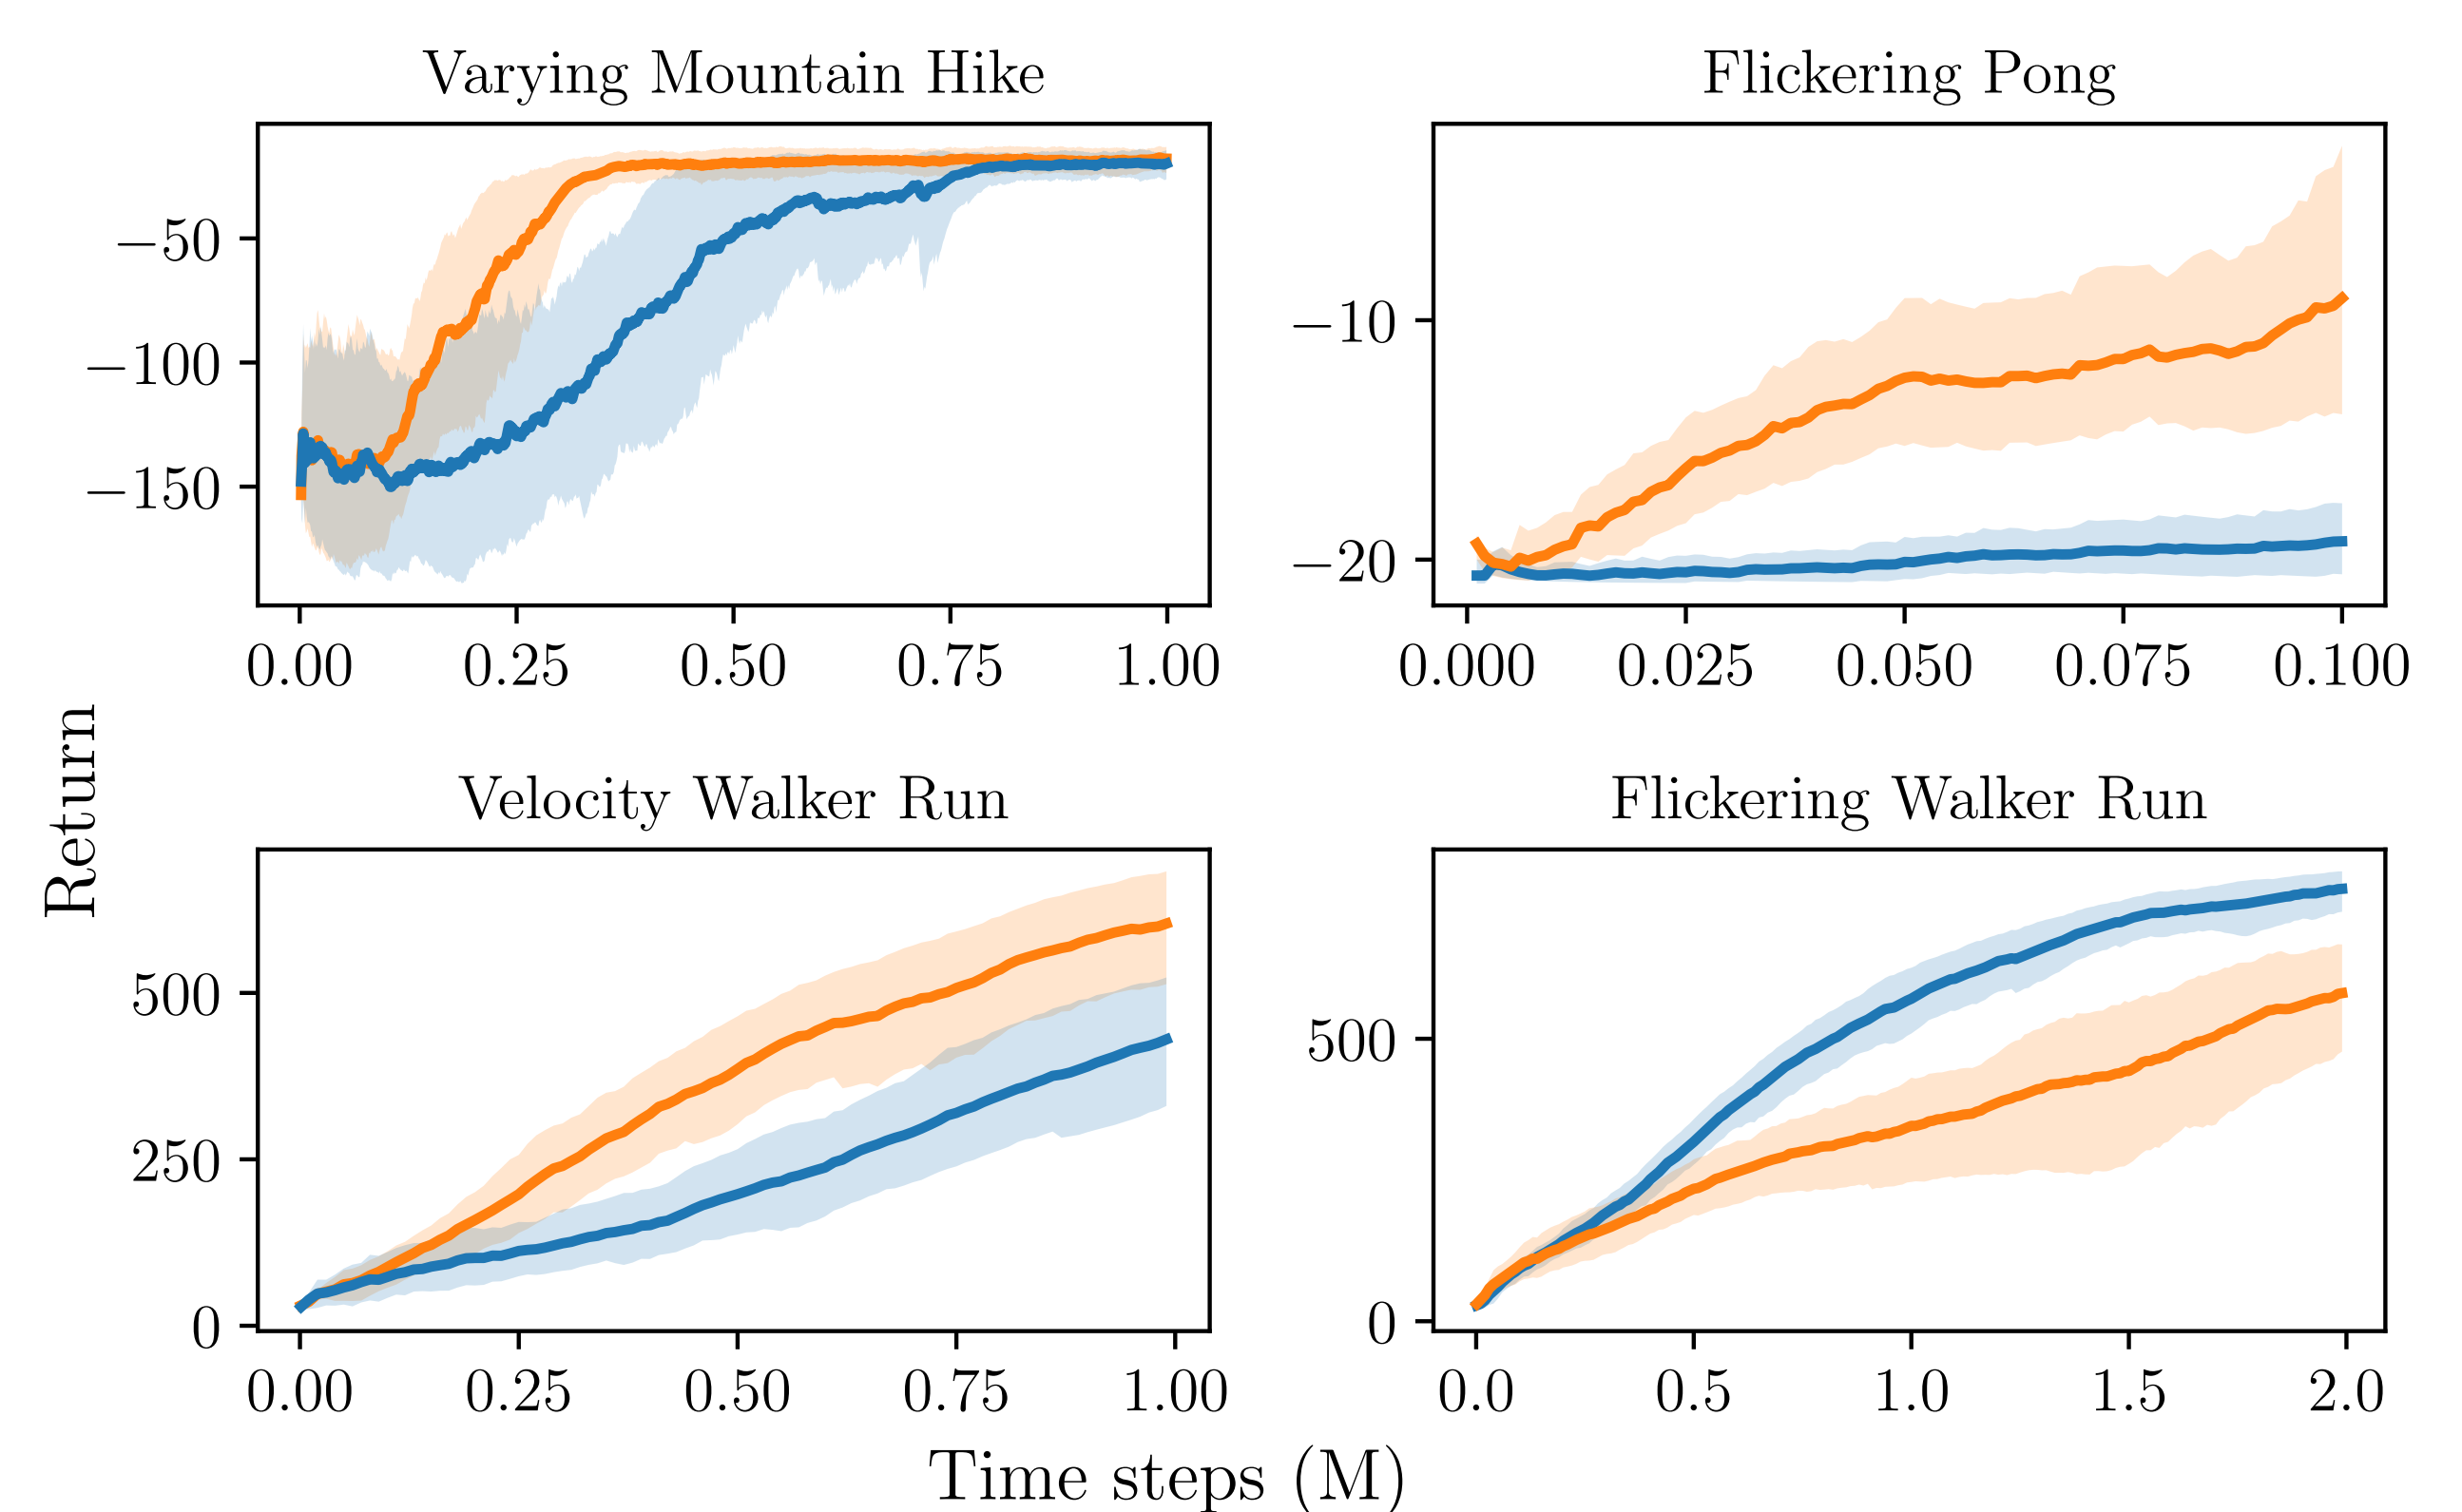 Varying Mountain Hike
−50
−100
−150
0.00 0.25 0.50 0.75 1.00
Flickering Pong
−10
−20
0.000 0.025 0.050 0.075 0.100
Return
Velocity Walker Run
500
250
0
0.00 0.25 0.50 0.75 1.00
Flickering Walker Run
500
0
0.0 0.5 1.0 1.5 2.0
Time steps (M)